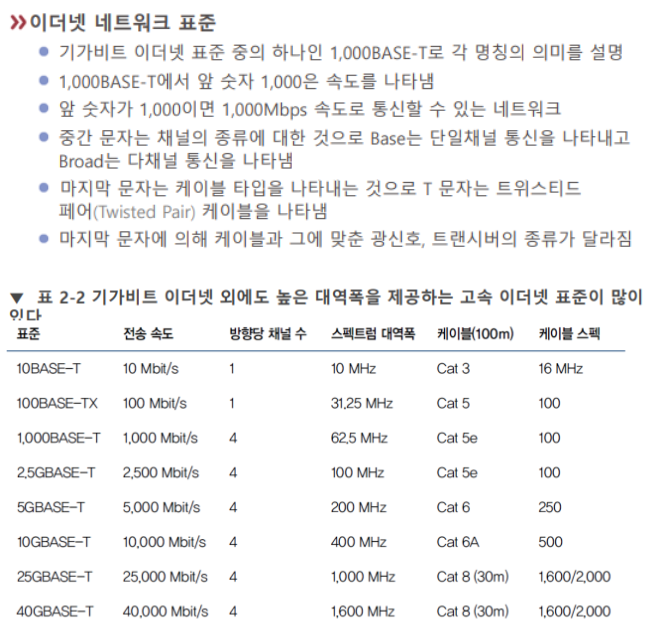 »이더넷 네트워크 표준
● 기가비트 이더넷 표준 중의 하나인 1,000BASE-T로 각 명칭의 의미를 설명
● 1,000BASE-T에서 앞 숫자 1,000은 속도를 나타냄
● 앞 숫자가 1,000이면 1,000Mbps 속도로 통신할 수 있는 네트워크
● 중간 문자는 채널의 종류에 대한 것으로 Base는 단일채널 통신을 나타내고
Broad는 다채널 통신을 나타냄
● 마지막 문자는 케이블 타입을 나타내는 것으로 T 문자는 트위스티드
페어(Twisted Pair) 케이블을 나타냄
● 마지막 문자에 의해 케이블과 그에 맞춘 광신호, 트랜시버의 종류가 달라짐
▼ 표 2-2 기가비트 이더넷 외에도 높은 대역폭을 제공하는 고속 이더넷 표준이 많이
있다
표준 전송 속도 방향당 채널 수 스펙트럼 대역폭 케이블(100m) 케이블 스펙
10BASE-T 10 Mbit/s 1 10 MHz Cat 3 16 MHz
100BASE-TX 100 Mbit/s 1 31.25 MHz Cat 5 100
1,000BASE-T 1,000 Mbit/s 4 62.5 MHz Cat 5e 100
2.5GBASE-T 2,500 Mbit/s 4 100 MHz Cat 5e 100
5GBASE-T 5,000 Mbit/s 4 200 MHz Cat 6 250
10GBASE-T 10,000 Mbit/s 4 400 MHz Cat 6A 500
25GBASE-T 25,000 Mbit/s 4 1,000 MHz Cat 8 (30m) 1,600/2,000
40GBASE-T 40,000 Mbit/s 4 1,600 MHz Cat 8 (30m) 1,600/2,000